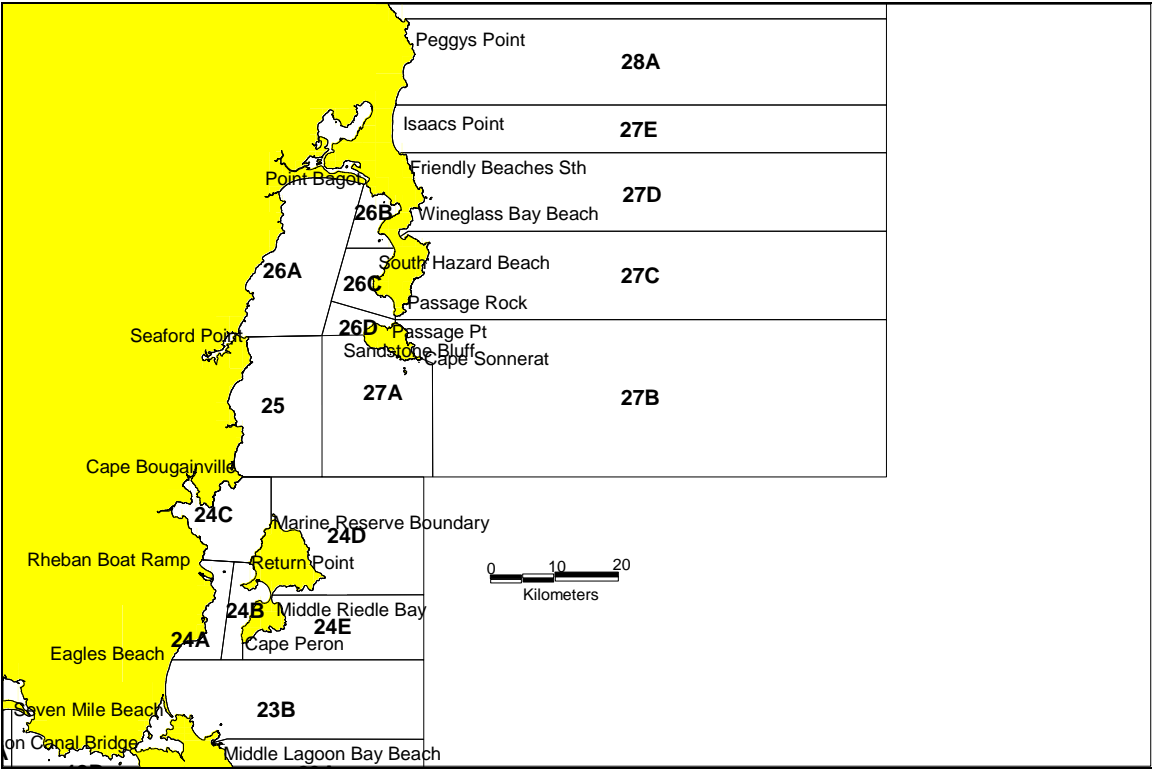 Peggys Point
28A
Isaacs Point
27E
Friendly Beaches Sth
Point Bagot
27D
26B
Wineglass Bay Beach
South Hazard Beach
26A
27C
26C
Passage Rock
26D
Passage Pt
Seaford Point
Sandstone Bluff
Cape Sonnerat
27A
27B
25
Cape Bougainville
24C
Marine Reserve Boundary
24D
Rheban Boat Ramp
Return Point
0 10 20
Kilometers
24B
Middle Riedle Bay
24E
24A
Cape Peron
Eagles Beach
Seven Mile Beach
23B
on Canal Bridge
Middle Lagoon Bay Beach